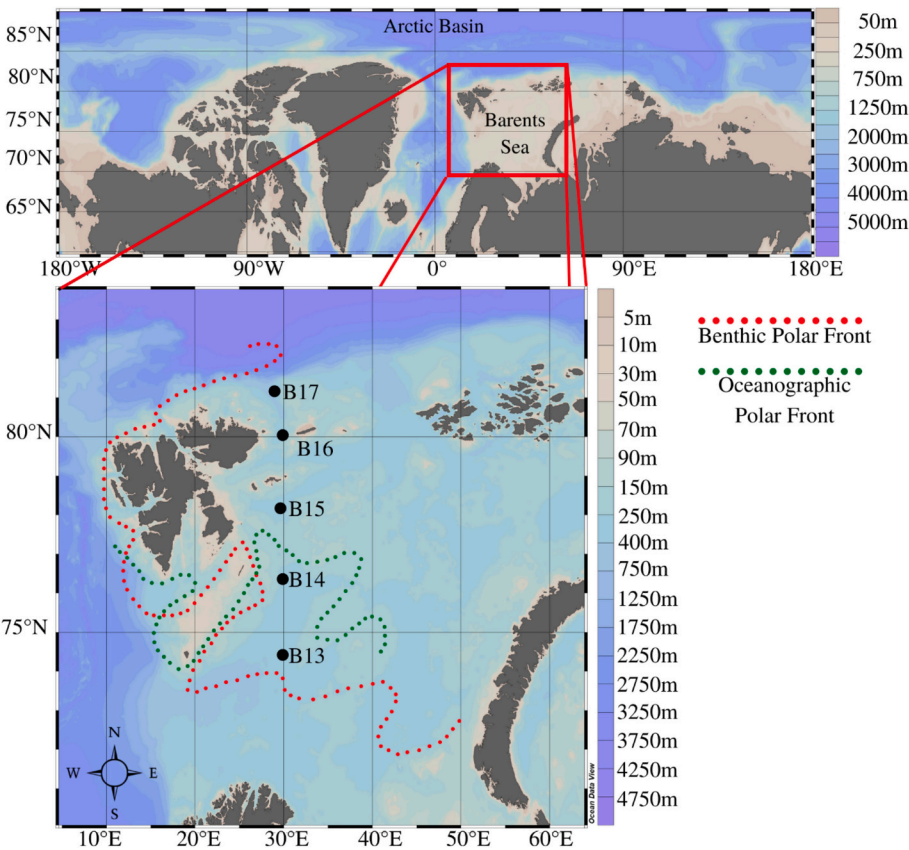 Arctic Basin
85°N
80°N
75°N
70°N
65°N
Barents
Sea
180°W
90°W
0°
90°E
180°E
50m
250m
750m
1250m
2000m
3000m
4000m
5000m
B17
B16
B15
B14
B13
80°N
75°N
N
W
E
S
10°E
20°E
30°E
40°E
50°E
60°E
Ocean Data View
5m
10m
30m
50m
70m
90m
150m
250m
400m
750m
1250m
1750m
2250m
2750m
3250m
3750m
4250m
4750m
Benthic Polar Front
Oceanographic
Polar Front